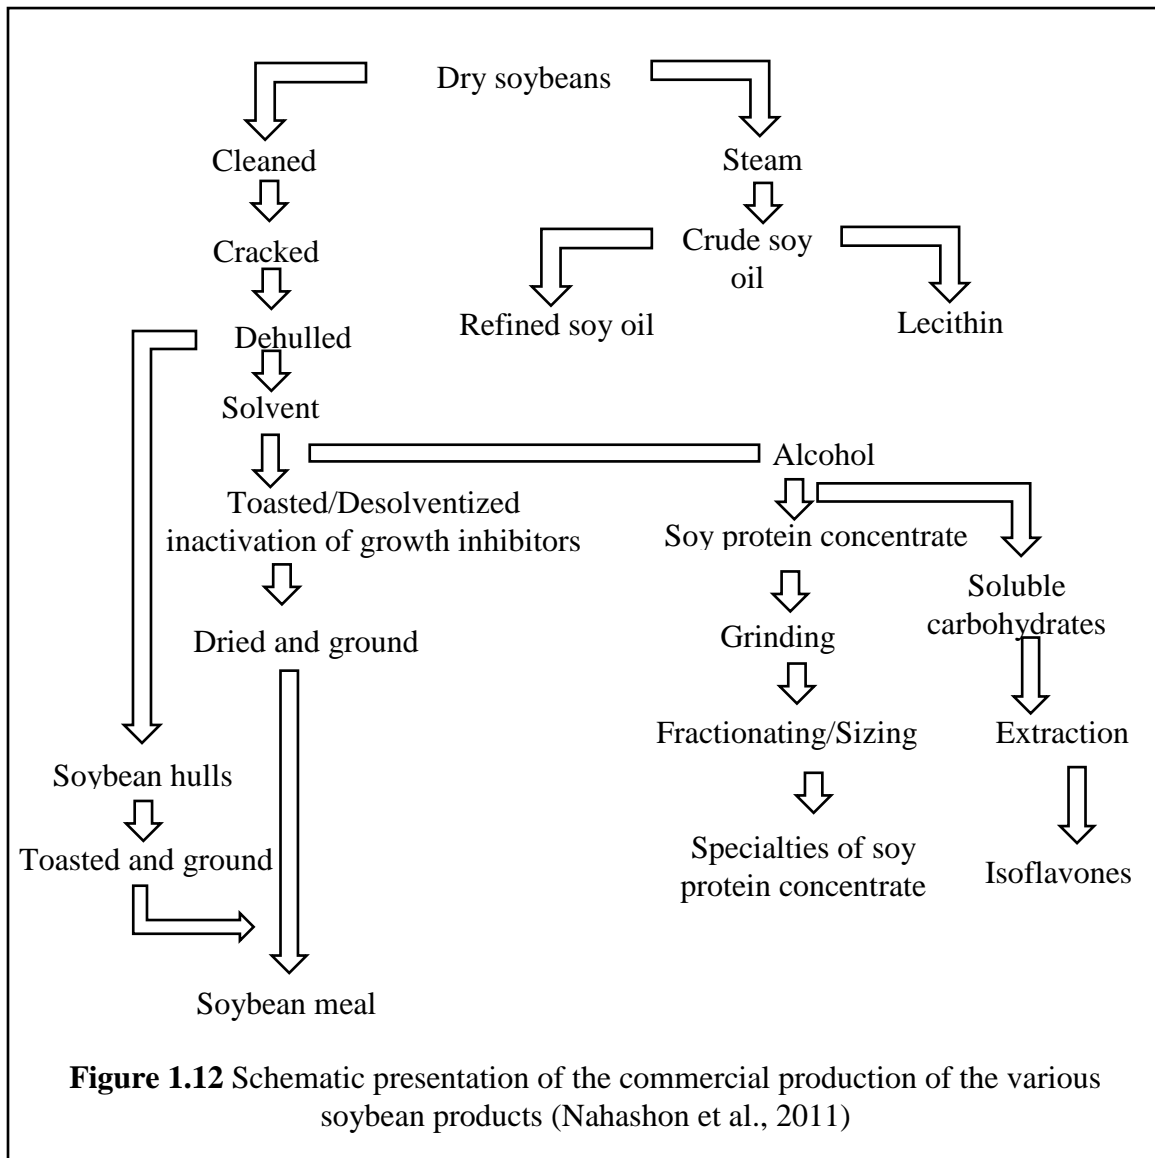 Dry soybeans
Cleaned
Steam
Cracked
Crude soy
oil
Dehulled
Refined soy oil
Lecithin
Solvent
Alcohol
Toasted/Desolventized
inactivation of growth inhibitors
Soy protein concentrate
Soluble
carbohydrates
Dried and ground
Grinding
Fractionating/Sizing
Extraction
Soybean hulls
Toasted and ground
Specialties of soy
protein concentrate
Isoflavones
Soybean meal
Figure 1.12 Schematic presentation of the commercial production of the various
soybean products (Nahashon et al., 2011)